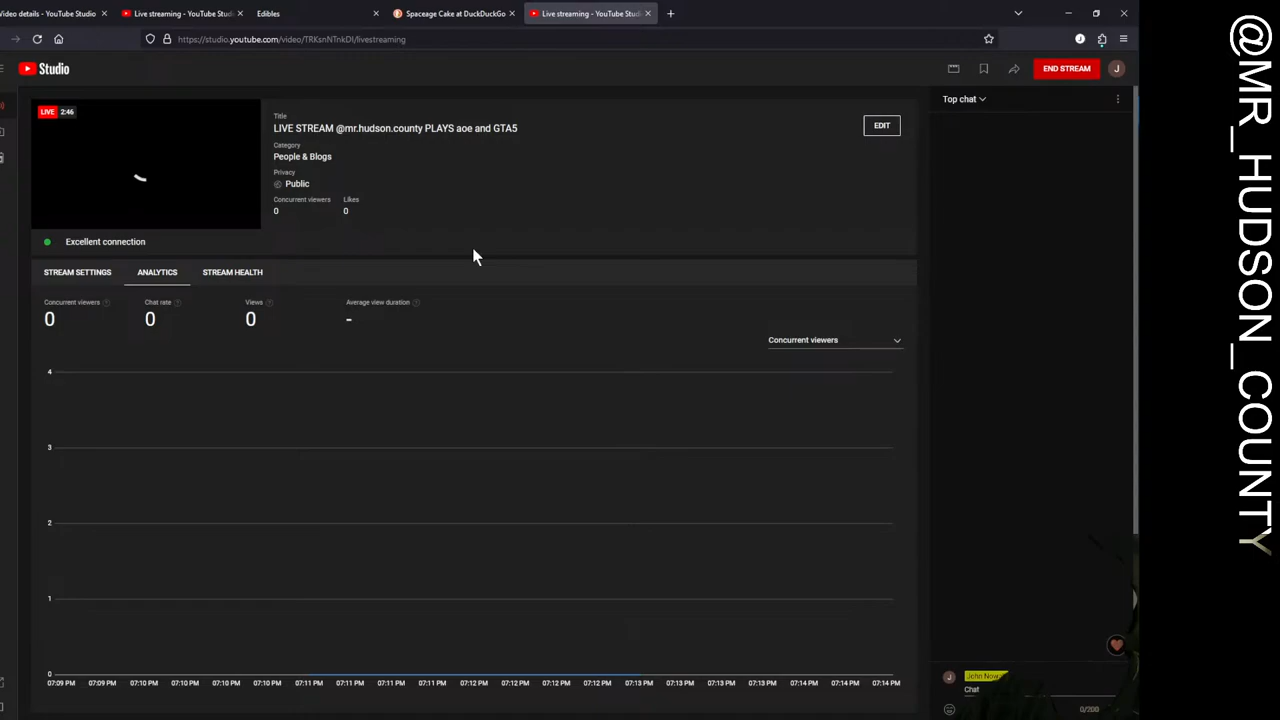 Video details - YouTube Studio
Live streaming - YouTube Studio
Edibles
Spaceage Cake at DuckDuckGo
Live streaming - YouTube Studio
https://studio.youtube.com/video/TRKsnNTnkDI/livestreaming
Studio
END STREAM
J
LIVE 2:46
Title
LIVE STREAM @mr.hudson.county PLAYS aoe and GTA5
EDIT
Category
People & Blogs
Privacy
Public
Concurrent viewers Likes
0 0
Excellent connection
STREAM SETTINGS ANALYTICS STREAM HEALTH
Concurrent viewers Chat rate Views Average view duration
0 0 0 -
Concurrent viewers
4
3
2
1
0
07:09 PM 07:09 PM 07:10 PM 07:10 PM 07:10 PM 07:10 PM 07:11 PM 07:11 PM 07:11 PM 07:11 PM 07:12 PM 07:12 PM 07:12 PM 07:12 PM 07:13 PM 07:13 PM 07:13 PM 07:13 PM 07:14 PM 07:14 PM 07:14 PM
Top chat
J
John
Chat
0/200
@MR_HUDSON_COUNTY